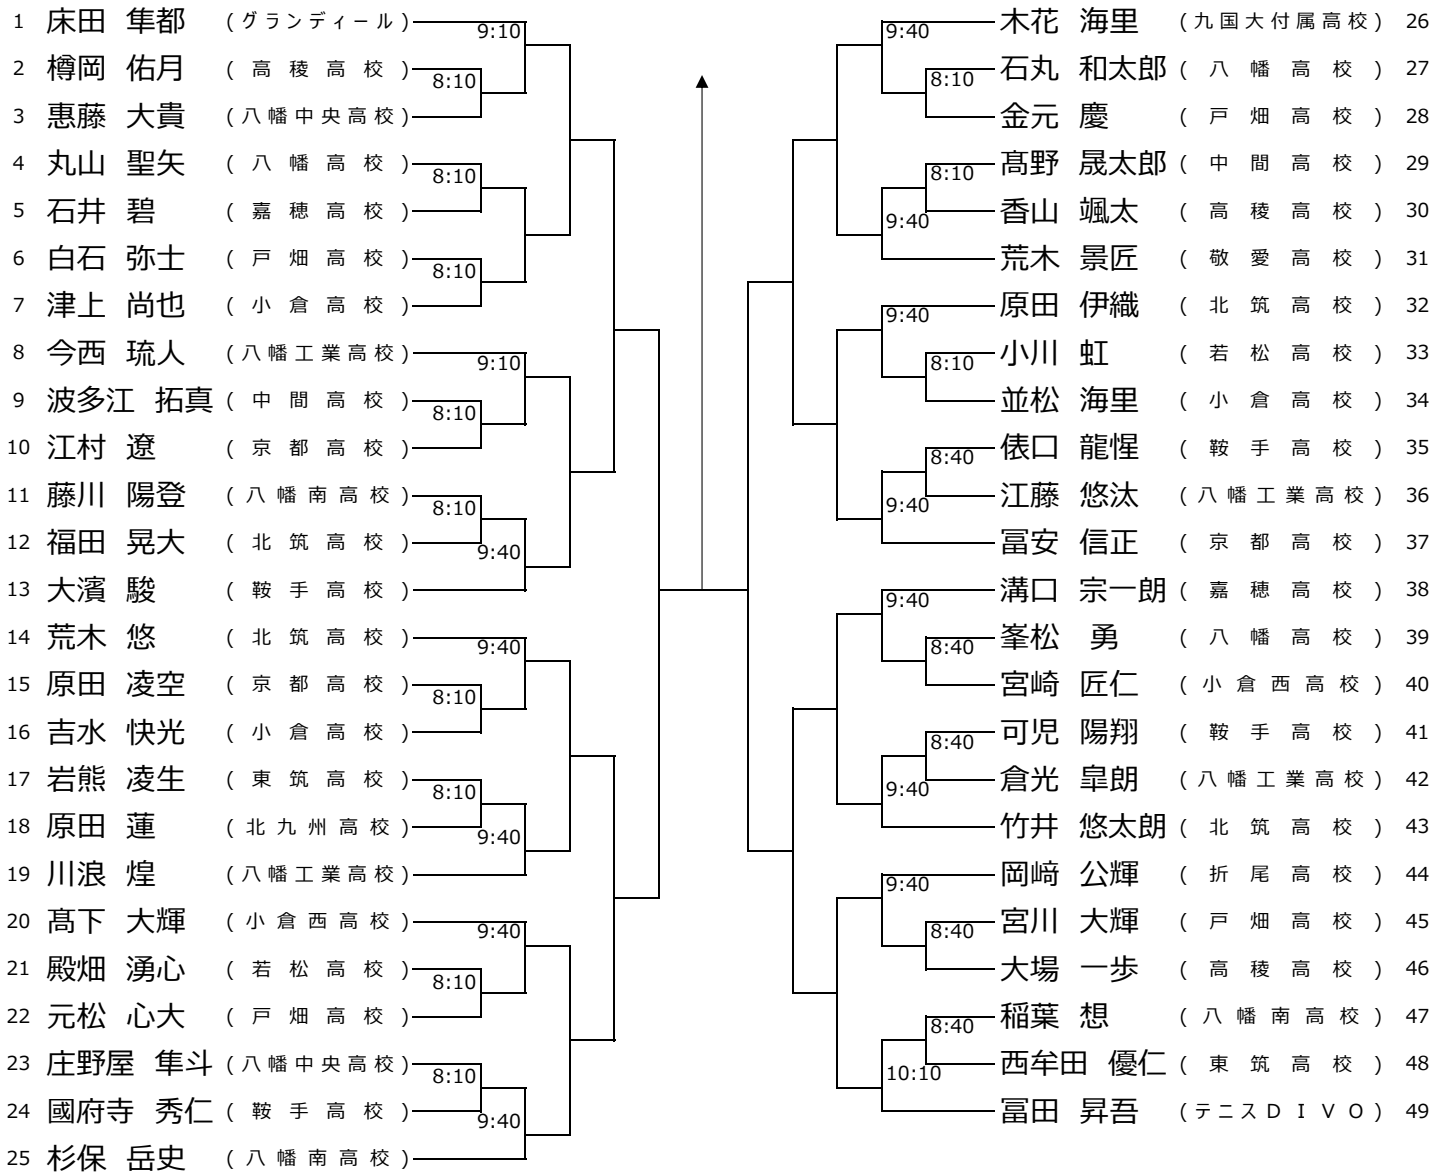 1 床田 隼都 (グランディール)
9:10
2 樽岡 佑月 (高稜高校)
8:10
3 惠藤 大貴 (八幡中央高校)
4 丸山 聖矢 (八幡高校)
8:10
5 石井 碧 (嘉穂高校)
6 白石 弥士 (戸畑高校)
8:10
7 津上 尚也 (小倉高校)
8 今西 琉人 (八幡工業高校)
9:10
9 波多江 拓真 (中間高校)
8:10
10 江村 遼 (京都高校)
11 藤川 陽登 (八幡南高校)
8:10
12 福田 晃大 (北筑高校)
9:40
13 大濱 駿 (鞍手高校)
14 荒木 悠 (北筑高校)
9:40
15 原田 凌空 (京都高校)
8:10
16 吉水 快光 (小倉高校)
17 岩熊 凌生 (東筑高校)
8:10
18 原田 蓮 (北九州高校)
9:40
19 川浪 煌 (八幡工業高校)
20 髙下 大輝 (小倉西高校)
9:40
21 殿畑 湧心 (若松高校)
8:10
22 元松 心大 (戸畑高校)
23 庄野屋 隼斗 (八幡中央高校)
8:10
24 國府寺 秀仁 (鞍手高校)
9:40
25 杉保 岳史 (八幡南高校)
木花 海里 (九国大付属高校) 26
9:40
石丸 和太郎 (八幡高校) 27
8:10
金元 慶 (戸畑高校) 28
髙野 晟太郎 (中間高校) 29
8:10
香山 颯太 (高稜高校) 30
9:40
荒木 景匠 (敬愛高校) 31
原田 伊織 (北筑高校) 32
9:40
小川 虹 (若松高校) 33
8:10
並松 海里 (小倉高校) 34
俵口 龍惺 (鞍手高校) 35
8:40
江藤 悠汰 (八幡工業高校) 36
9:40
冨安 信正 (京都高校) 37
溝口 宗一朗 (嘉穂高校) 38
9:40
峯松 勇 (八幡高校) 39
8:40
宮崎 匠仁 (小倉西高校) 40
可児 陽翔 (鞍手高校) 41
8:40
倉光 皐朗 (八幡工業高校) 42
9:40
竹井 悠太朗 (北筑高校) 43
岡﨑 公輝 (折尾高校) 44
9:40
宮川 大輝 (戸畑高校) 45
8:40
大場 一歩 (高稜高校) 46
稲葉 想 (八幡南高校) 47
8:40
西牟田 優仁 (東筑高校) 48
10:10
冨田 昇吾 (テニスDIVO) 49